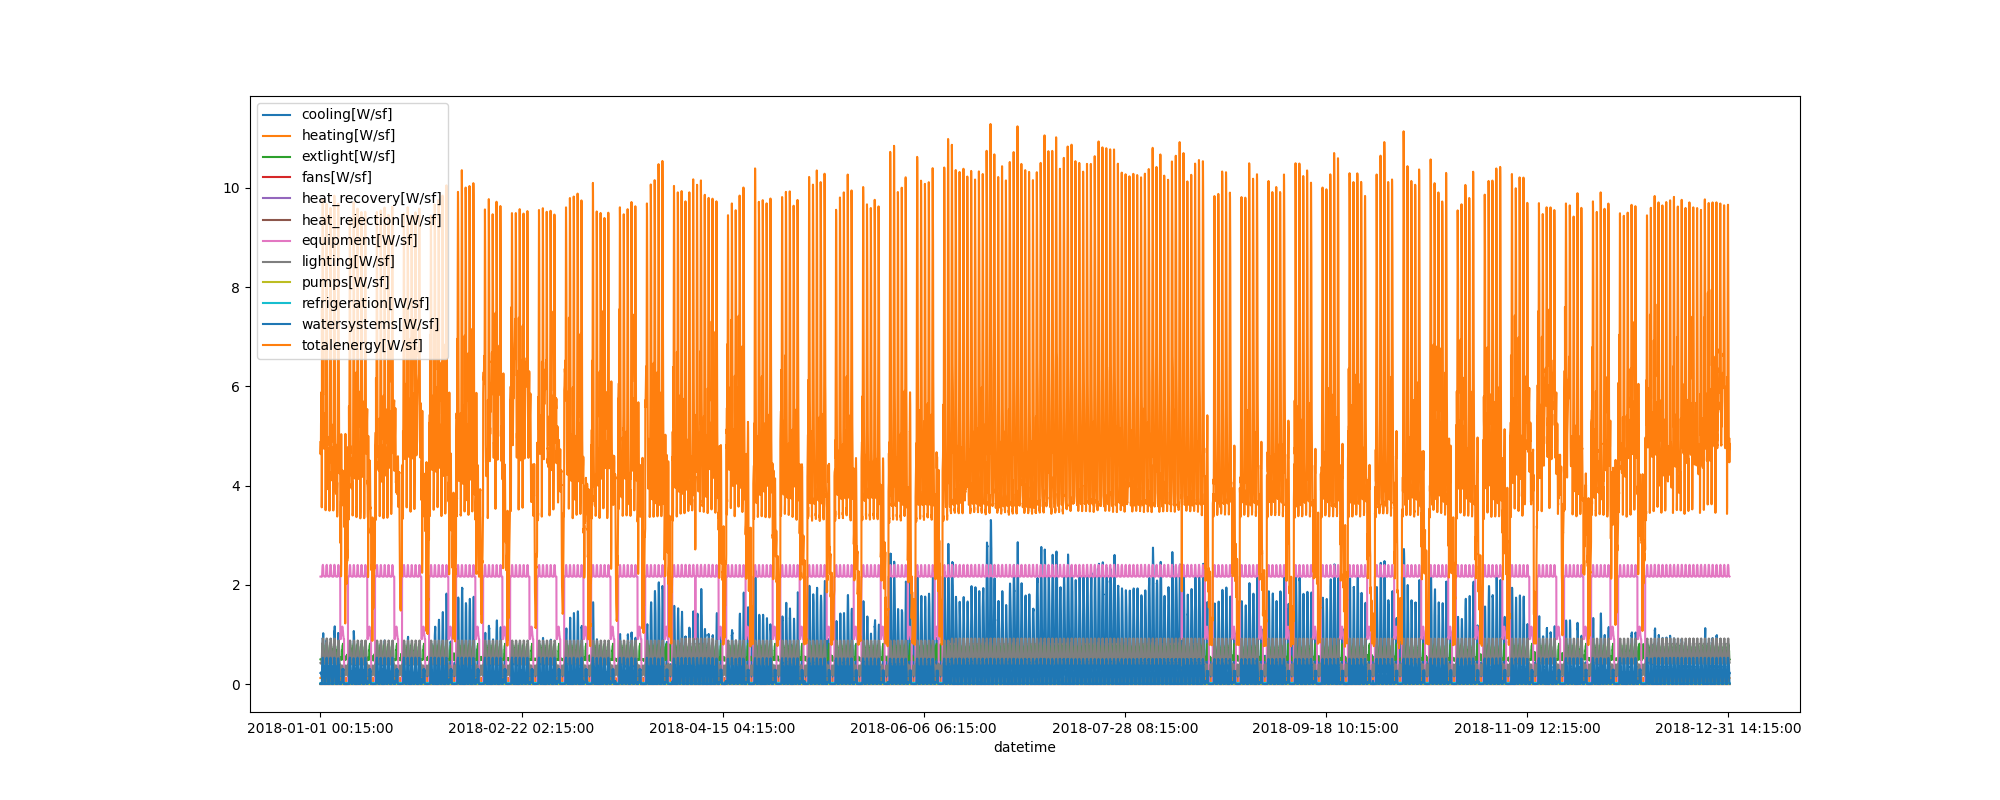 cooling[W/sf]
heating[W/sf]
extlight[W/sf]
fans[W/sf]
heat_recovery[W/sf]
heat_rejection[W/sf]
equipment[W/sf]
lighting[W/sf]
pumps[W/sf]
refrigeration[W/sf]
watersystems[W/sf]
totalenergy[W/sf]
10
8
6
4
2
0
2018-01-01 00:15:00 2018-02-22 02:15:00 2018-04-15 04:15:00 2018-06-06 06:15:00 2018-07-28 08:15:00 2018-09-18 10:15:00 2018-11-09 12:15:00 2018-12-31 14:15:00
datetime